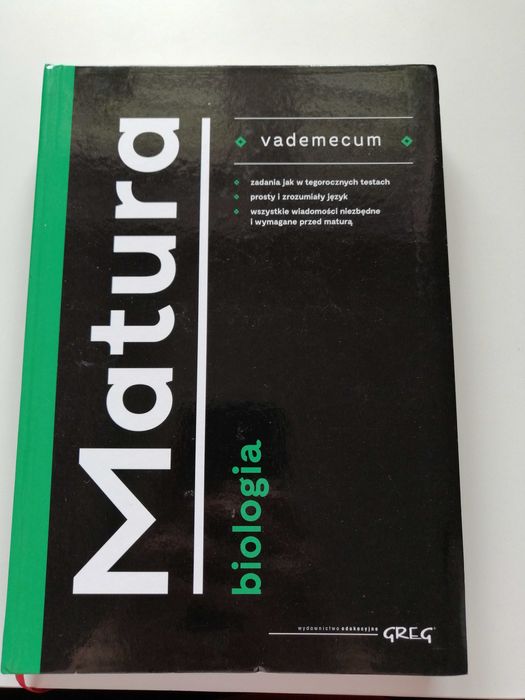 Matura
vademecum
zadania jak w tegorocznych testach
prosty i zrozumiały język
wszystkie wiadomości niezbędne
i wymagane przed maturą
biologia
wydawnictwo edukacyjne GREG®